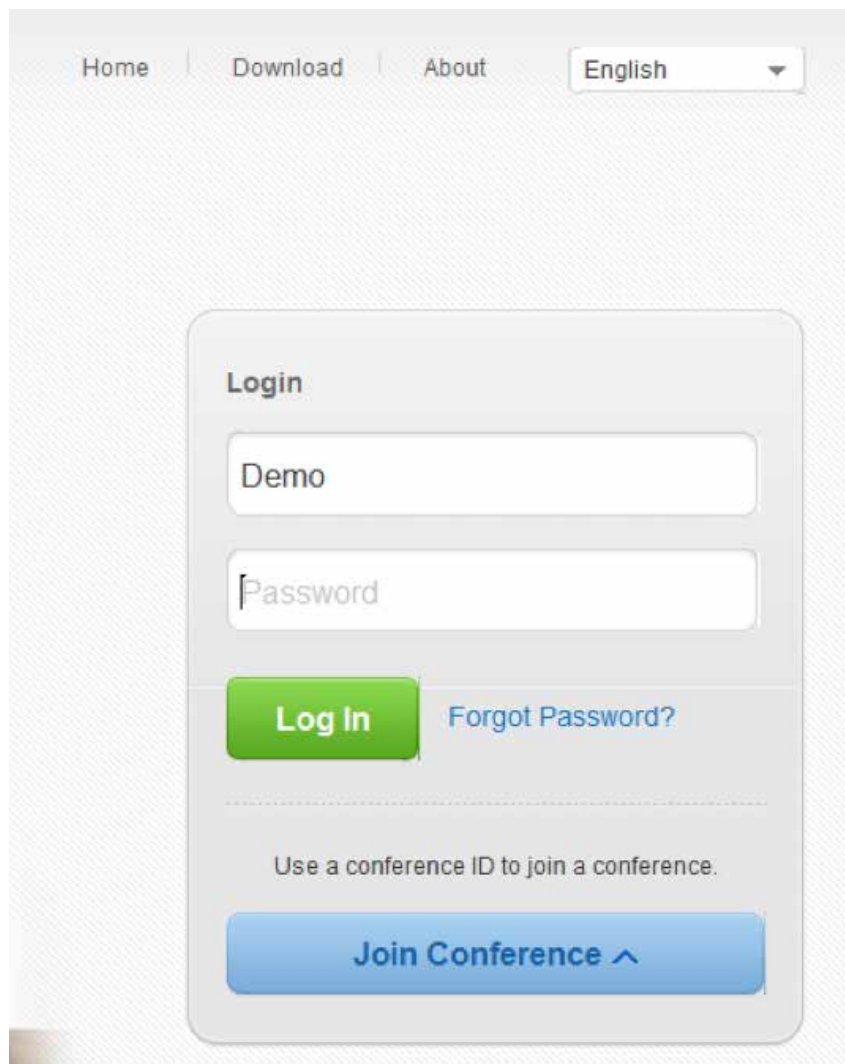 Home Download About English
Login
Demo
Password
Log In Forgot Password?
Use a conference ID to join a conference.
Join Conference